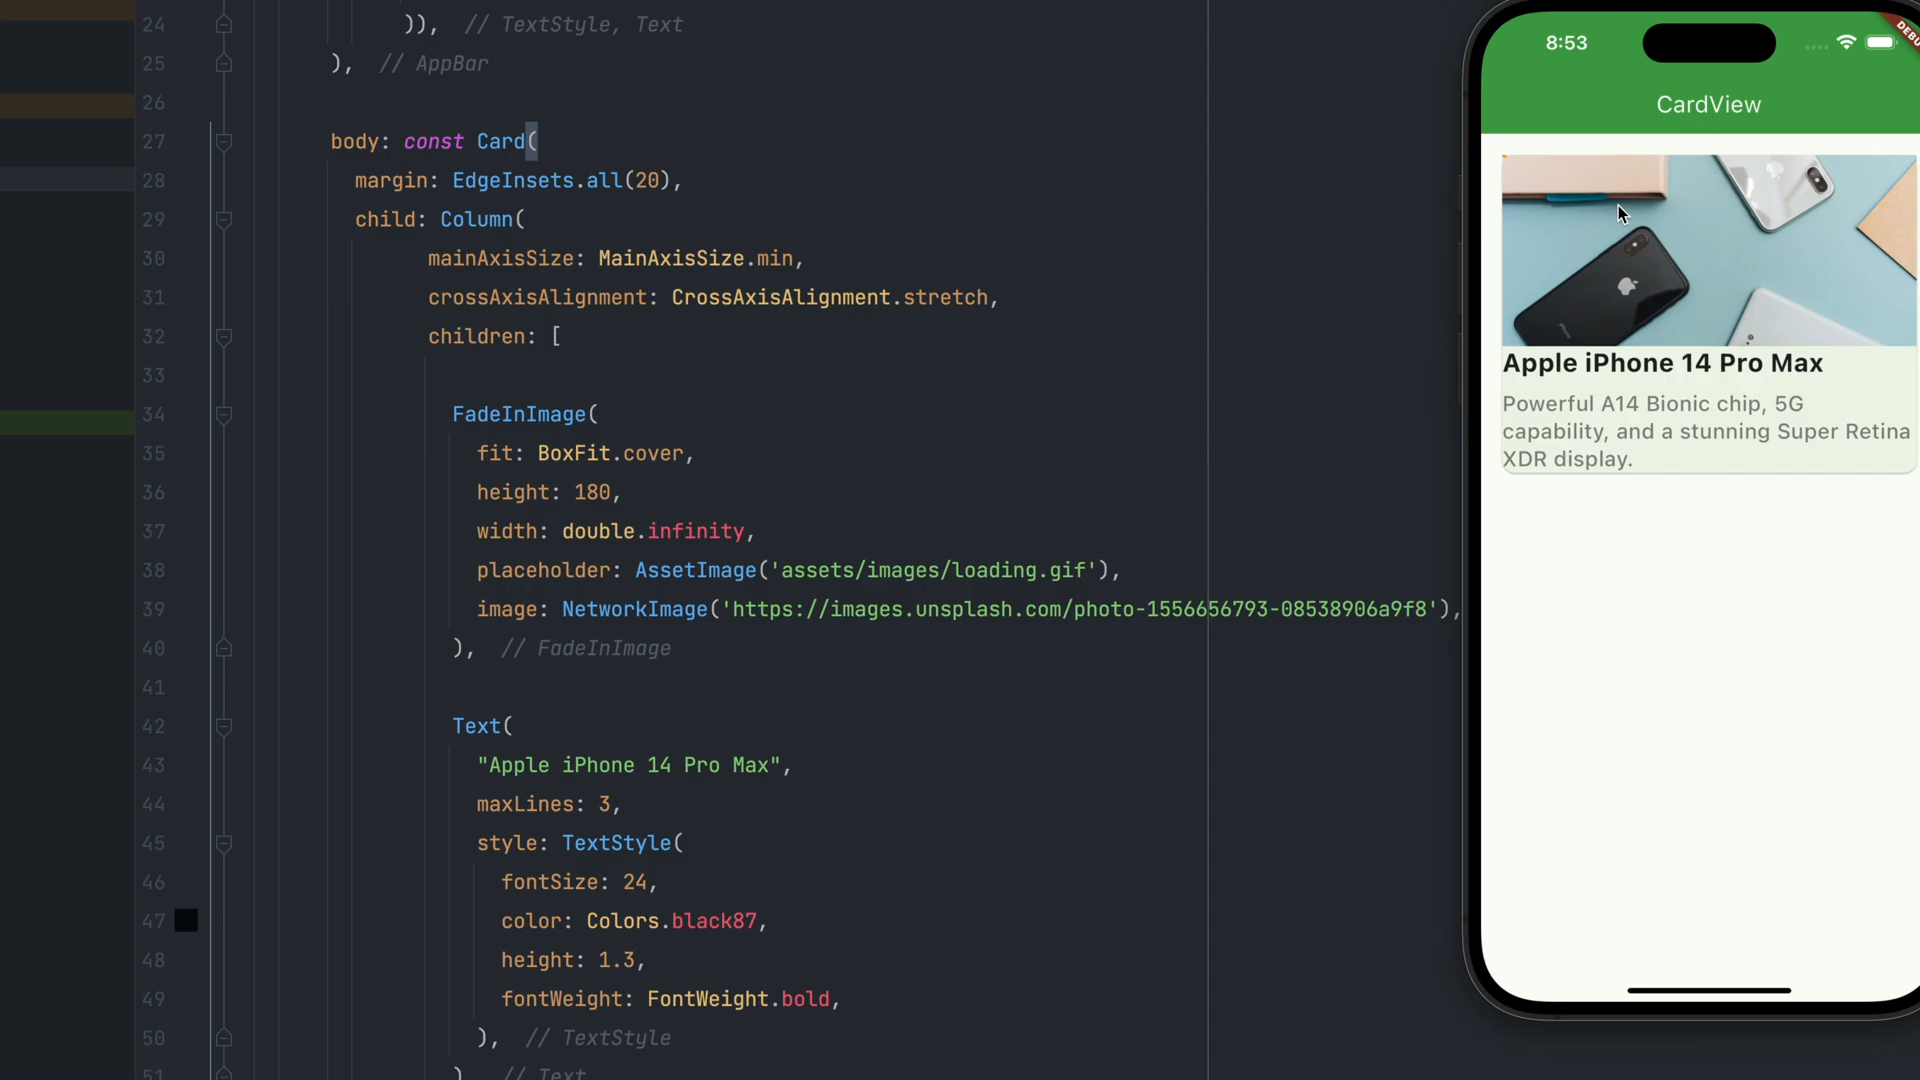 24 )),  // TextStyle, Text
25 ),  // AppBar
26
27 body: const Card(
28 margin: EdgeInsets.all(20),
29 child: Column(
30 mainAxisSize: MainAxisSize.min,
31 crossAxisAlignment: CrossAxisAlignment.stretch,
32 children: [
33
34 FadeInImage(
35 fit: BoxFit.cover,
36 height: 180,
37 width: double.infinity,
38 placeholder: AssetImage('assets/images/loading.gif'),
39 image: NetworkImage('https://images.unsplash.com/photo-1556656793-08538906a9f8'),
40 ),  // FadeInImage
41
42 Text(
43 "Apple iPhone 14 Pro Max",
44 maxLines: 3,
45 style: TextStyle(
46 fontSize: 24,
47 color: Colors.black87,
48 height: 1.3,
49 fontWeight: FontWeight.bold,
50 ),  // TextStyle
51 ) // Text
8:53
CardView
Apple iPhone 14 Pro Max
Powerful A14 Bionic chip, 5G
capability, and a stunning Super Retina
XDR display.